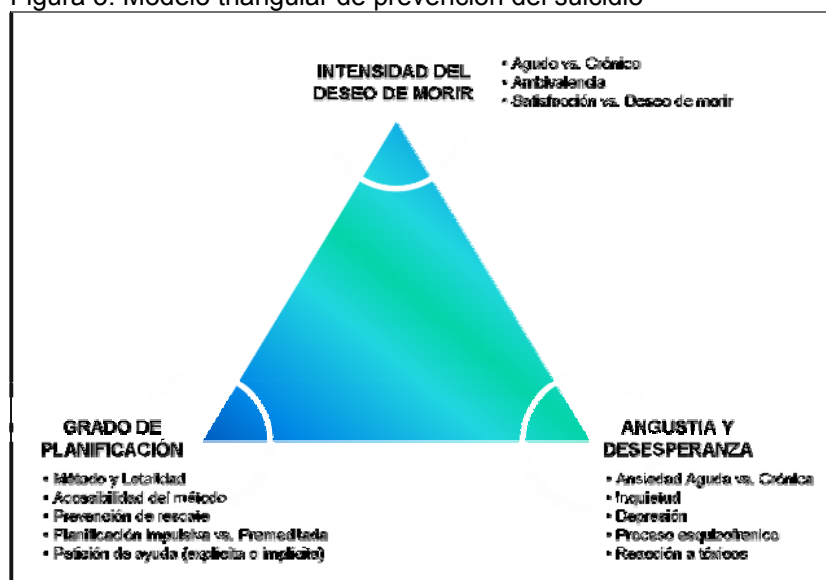 Figura 3. Modelo triangular de prevención del suicidio
INTENSIDAD DEL
DESEO DE MORIR
• Agudo vs. Crónico
• Ambivalencia
• Satisfacción vs. Deseo de morir
GRADO DE
PLANIFICACIÓN
• Método y Letalidad
• Accesibilidad del método
• Prevención de rescate
• Planificación Impulsiva vs. Premeditada
• Petición de ayuda (explícita o implícita)
ANGUSTIA Y
DESESPERANZA
• Ansiedad Aguda vs. Crónica
• Inquietud
• Depresión
• Proceso esquizofrenico
• Reacción a tóxicos